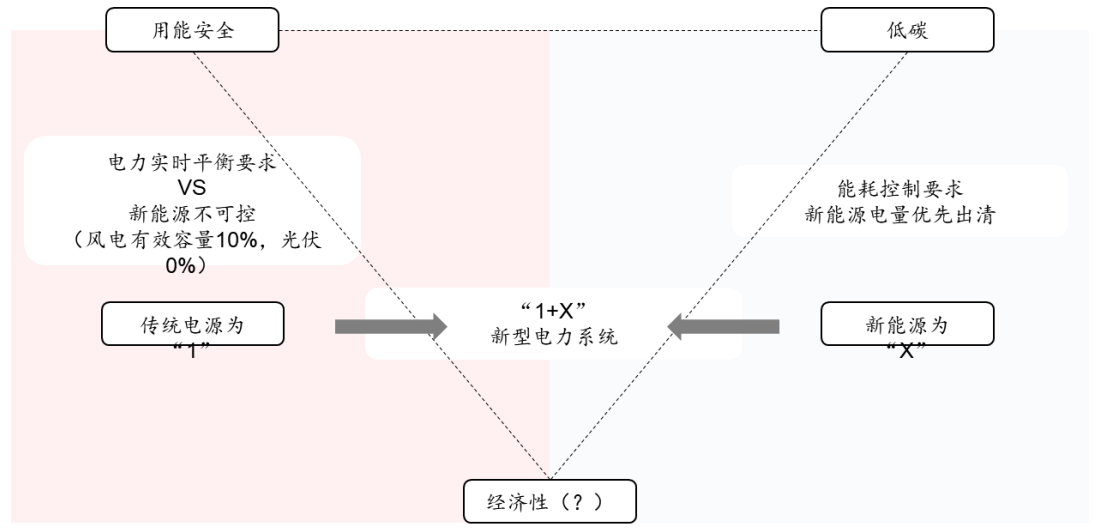 用能安全
低碳
电力实时平衡要求
VS
新能源不可控
（风电有效容量10%，光伏
0%）
能耗控制要求
新能源电量优先出清
传统电源为
“1”
“1+X”
新型电力系统
新能源为
“X”
经济性（？）